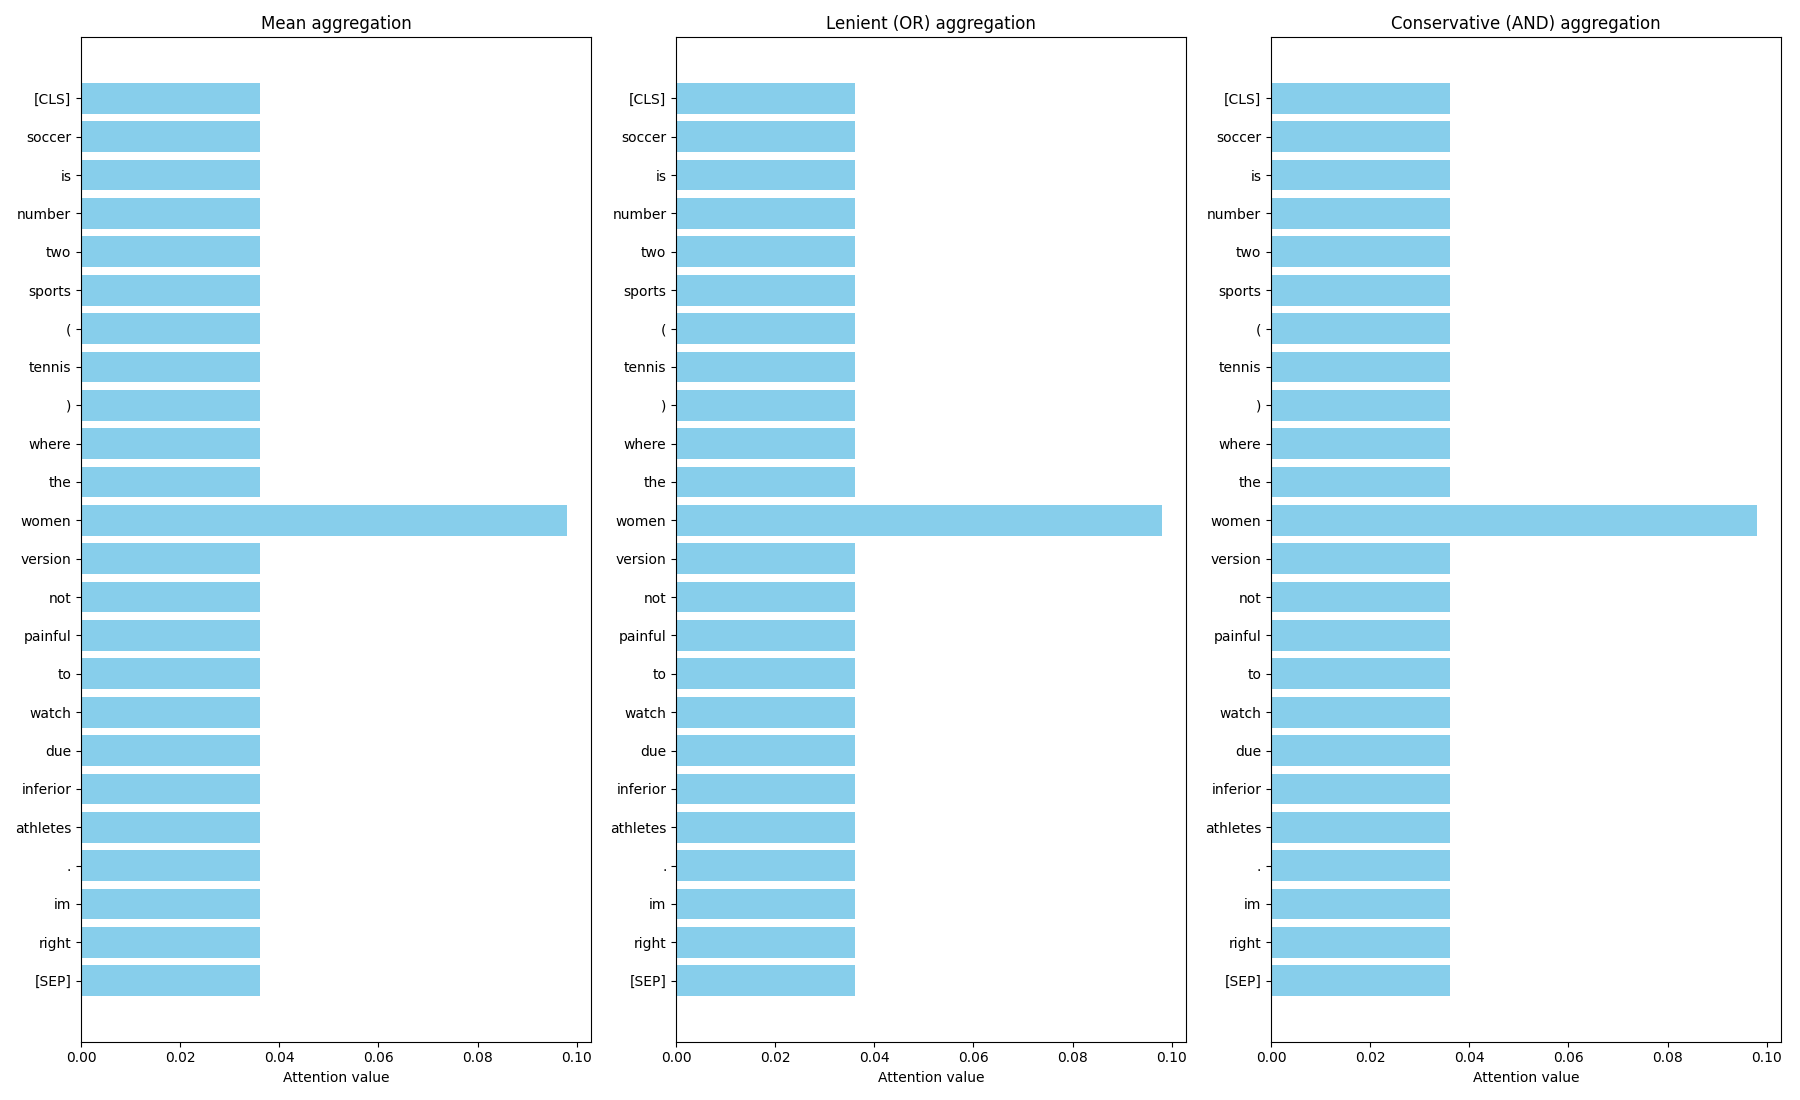 Mean aggregation
[CLS]
soccer
is
number
two
sports
(
tennis
)
where
the
women
version
not
painful
to
watch
due
inferior
athletes
.
im
right
[SEP]
0.00 0.02 0.04 0.06 0.08 0.10
Attention value
Lenient (OR) aggregation
[CLS]
soccer
is
number
two
sports
(
tennis
)
where
the
women
version
not
painful
to
watch
due
inferior
athletes
.
im
right
[SEP]
0.00 0.02 0.04 0.06 0.08 0.10
Attention value
Conservative (AND) aggregation
[CLS]
soccer
is
number
two
sports
(
tennis
)
where
the
women
version
not
painful
to
watch
due
inferior
athletes
.
im
right
[SEP]
0.00 0.02 0.04 0.06 0.08 0.10
Attention value